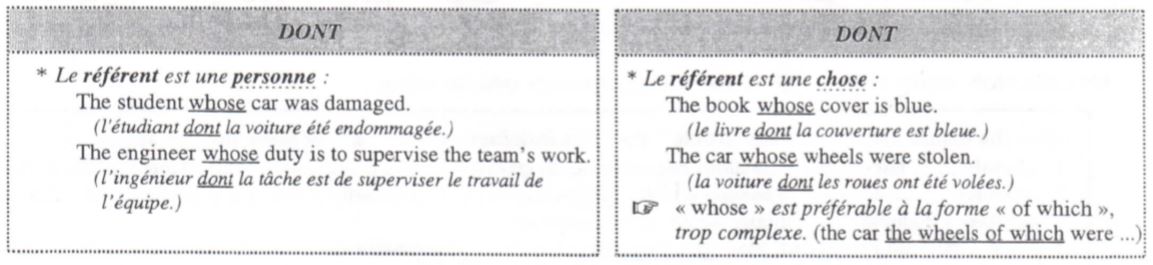 DONT
* Le référent est une personne :
The student whose car was damaged.
(l'étudiant dont la voiture été endommagée.)
The engineer whose duty is to supervise the team's work.
(l'ingénieur dont la tâche est de superviser le travail de
l'équipe.)
DONT
* Le référent est une chose :
The book whose cover is blue.
(le livre dont la couverture est bleue.)
The car whose wheels were stolen.
(la voiture dont les roues ont été volées.)
☞ « whose » est préférable à la forme « of which »,
trop complexe. (the car the wheels of which were ...)